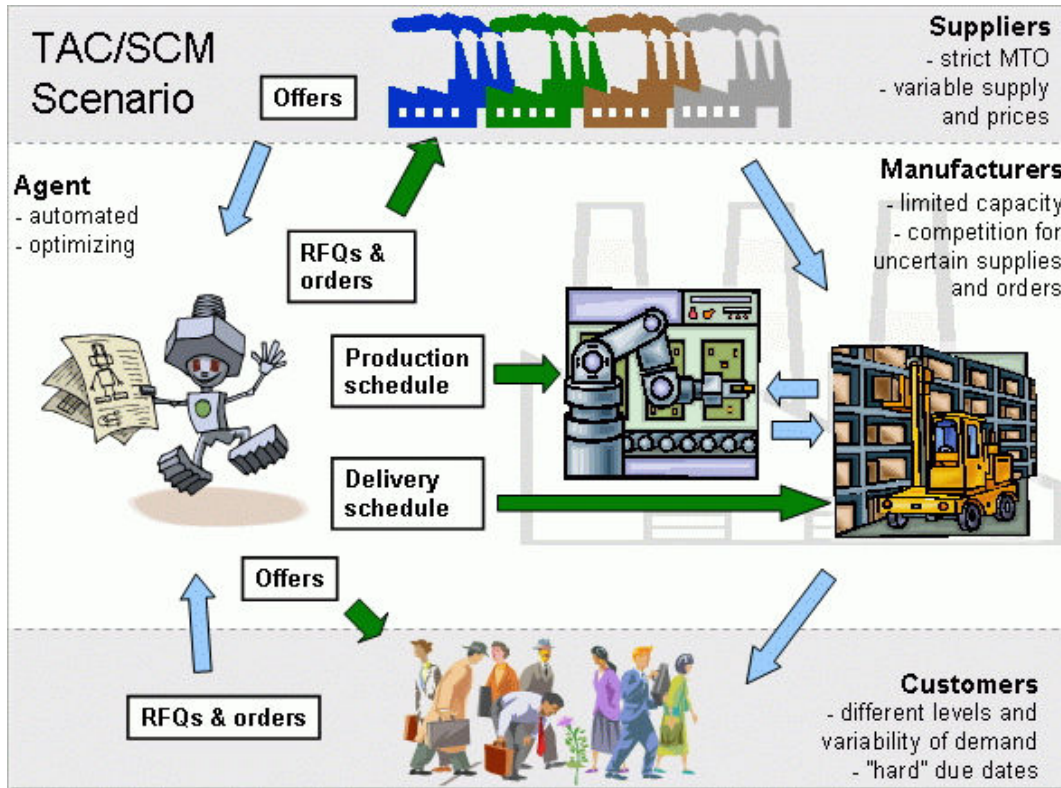 TAC/SCM
Scenario
Offers
Suppliers
- strict MTO
- variable supply
and prices
Agent
- automated
- optimizing
RFQs &
orders
Manufacturers
- limited capacity
- competition for
uncertain supplies
and orders
Production
schedule
Delivery
schedule
Offers
RFQs & orders
Customers
- different levels and
variability of demand
- "hard" due dates